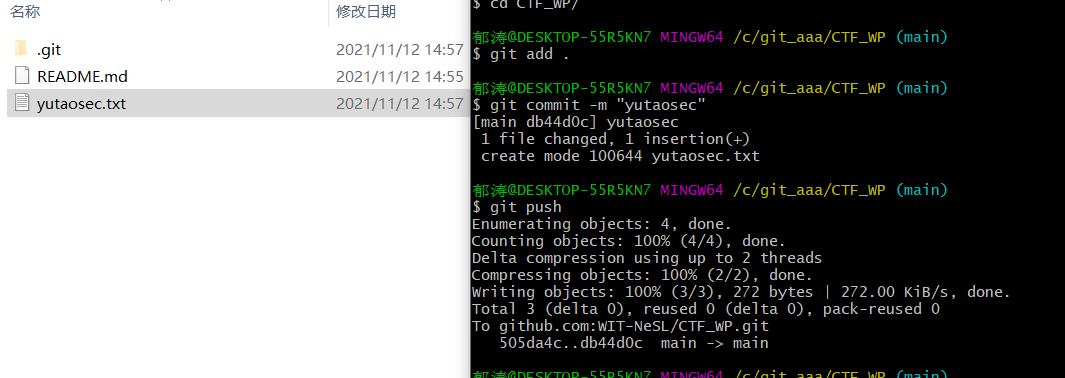 名称 修改日期
.git 2021/11/12 14:57
README.md 2021/11/12 14:55
yutaosec.txt 2021/11/12 14:57
$ cd CTF_WP/
郁涛@DESKTOP-55R5KN7 MINGW64 /c/git_aaa/CTF_WP (main)
$ git add .
郁涛@DESKTOP-55R5KN7 MINGW64 /c/git_aaa/CTF_WP (main)
$ git commit -m "yutaosec"
[main db44d0c] yutaosec
 1 file changed, 1 insertion(+)
 create mode 100644 yutaosec.txt
郁涛@DESKTOP-55R5KN7 MINGW64 /c/git_aaa/CTF_WP (main)
$ git push
Enumerating objects: 4, done.
Counting objects: 100% (4/4), done.
Delta compression using up to 2 threads
Compressing objects: 100% (2/2), done.
Writing objects: 100% (3/3), 272 bytes | 272.00 KiB/s, done.
Total 3 (delta 0), reused 0 (delta 0), pack-reused 0
To github.com:WIT-NeSL/CTF_WP.git
   505da4c..db44d0c  main -> main
郁涛@DESKTOP-55R5KN7 MINGW64 /c/git_aaa/CTF_WP (main)